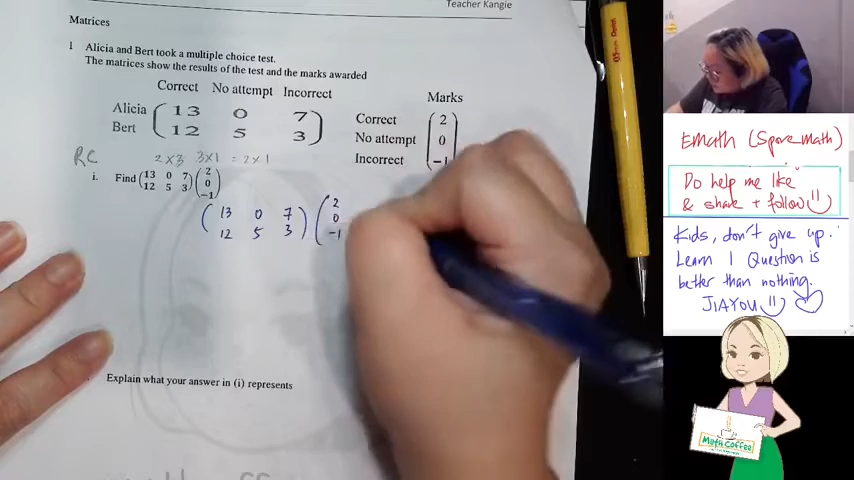 Teacher Kangie
Matrices
1 Alicia and Bert took a multiple choice test.
The matrices show the results of the test and the marks awarded
Correct No attempt Incorrect
Alicia 13 0 7
Bert 12 5 3
Marks
Correct 2
No attempt 0
Incorrect -1
RC 2×3 3×1 = 2×1
i. Find (13 0 7
12 5 3) (2
0
-1)
(13 0 7
12 5 3) (2
0
-1
Explain what your answer in (i) represents
0.5mm Pentel
Emath (S'pore math)
Do help me like
& share + follow
Kids, don't give up.
Learn 1 Question is
better than nothing.
JIAYOU
Math Coffee